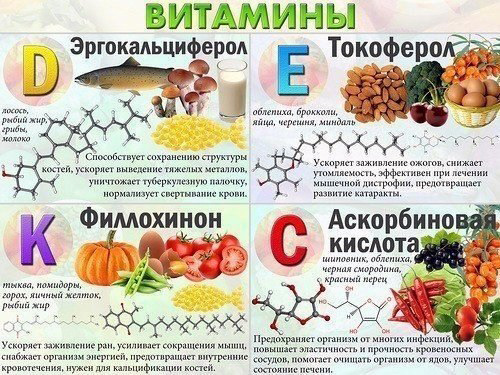 ВИТАМИНЫ
D
Эргокальциферол
лосось,
рыбий жир,
грибы,
молоко
Способствует сохранению структуры
костей, ускоряет выведение тяжелых металлов,
уничтожает туберкулезную палочку,
нормализует свертывание крови.
E
Токоферол
облепиха, брокколи,
яйца, черешня, миндаль
Ускоряет заживление ожогов, снижает
утомляемость, эффективен при лечении
мышечной дистрофии, предотвращает
развитие катаракты.
K
Филлохинон
тыква, помидоры,
горох, яичный желток,
рыбий жир
Ускоряет заживление ран, усиливает сокращения мышц,
снабжает организм энергией, предотвращает внутренние
кровотечения, нужен для кальцификации костей.
C
Аскорбиновая
кислота
шиповник, облепиха,
черная смородина,
красный перец
Предохраняет организм от многих инфекций,
повышает эластичность и прочность кровеносных
сосудов, помогает очищать организм от ядов, улучшает
состояние печени.